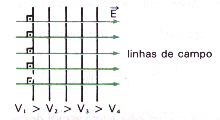 E
linhas de campo
V₁ > V₂ > V₃ > V₄